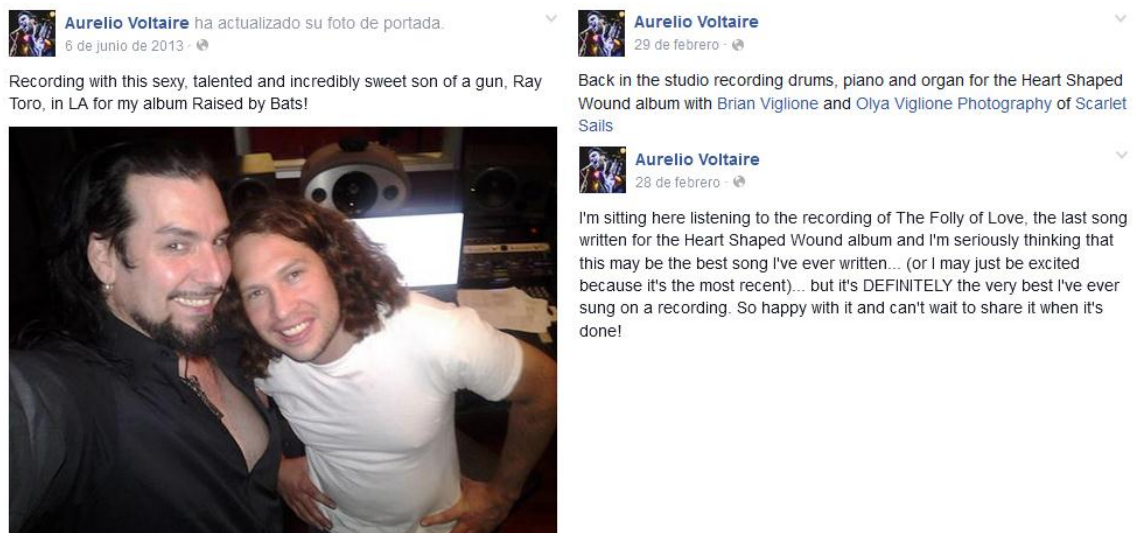 Aurelio Voltaire ha actualizado su foto de portada.
6 de junio de 2013 ·
Recording with this sexy, talented and incredibly sweet son of a gun, Ray
Toro, in LA for my album Raised by Bats!
Aurelio Voltaire
29 de febrero ·
Back in the studio recording drums, piano and organ for the Heart Shaped
Wound album with Brian Viglione and Olya Viglione Photography of Scarlet
Sails
Aurelio Voltaire
28 de febrero ·
I'm sitting here listening to the recording of The Folly of Love, the last song
written for the Heart Shaped Wound album and I'm seriously thinking that
this may be the best song I've ever written... (or I may just be excited
because it's the most recent)... but it's DEFINITELY the very best I've ever
sung on a recording. So happy with it and can't wait to share it when it's
done!